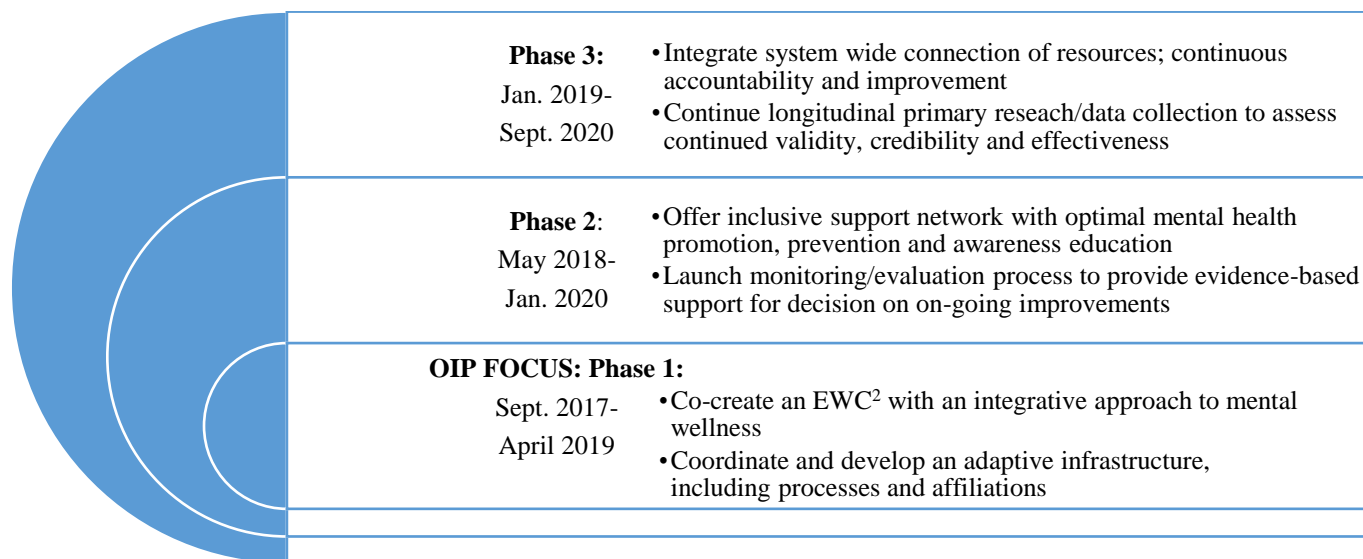 Phase 3:
Jan. 2019-
Sept. 2020
•Integrate system wide connection of resources; continuous
accountability and improvement
•Continue longitudinal primary reseach/data collection to assess
continued validity, credibility and effectiveness
Phase 2:
May 2018-
Jan. 2020
•Offer inclusive support network with optimal mental health
promotion, prevention and awareness education
•Launch monitoring/evaluation process to provide evidence-based
support for decision on on-going improvements
OIP FOCUS: Phase 1:
Sept. 2017-
April 2019
•Co-create an EWC² with an integrative approach to mental
wellness
•Coordinate and develop an adaptive infrastructure,
including processes and affiliations